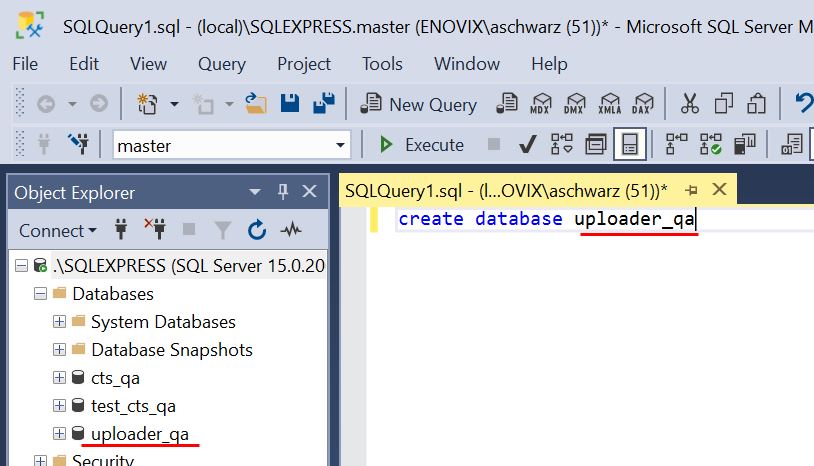 SQLQuery1.sql - (local)\SQLEXPRESS.master (ENOVIX\aschwarz (51))* - Microsoft SQL Server M
File Edit View Query Project Tools Window Help
New Query MDX DMX XMLA DAX
master Execute
Object Explorer
SQLQuery1.sql - (l...OVIX\aschwarz (51))*
create database uploader_qa
Connect
.\SQLEXPRESS (SQL Server 15.0.20
Databases
System Databases
Database Snapshots
cts_qa
test_cts_qa
uploader_qa
Security